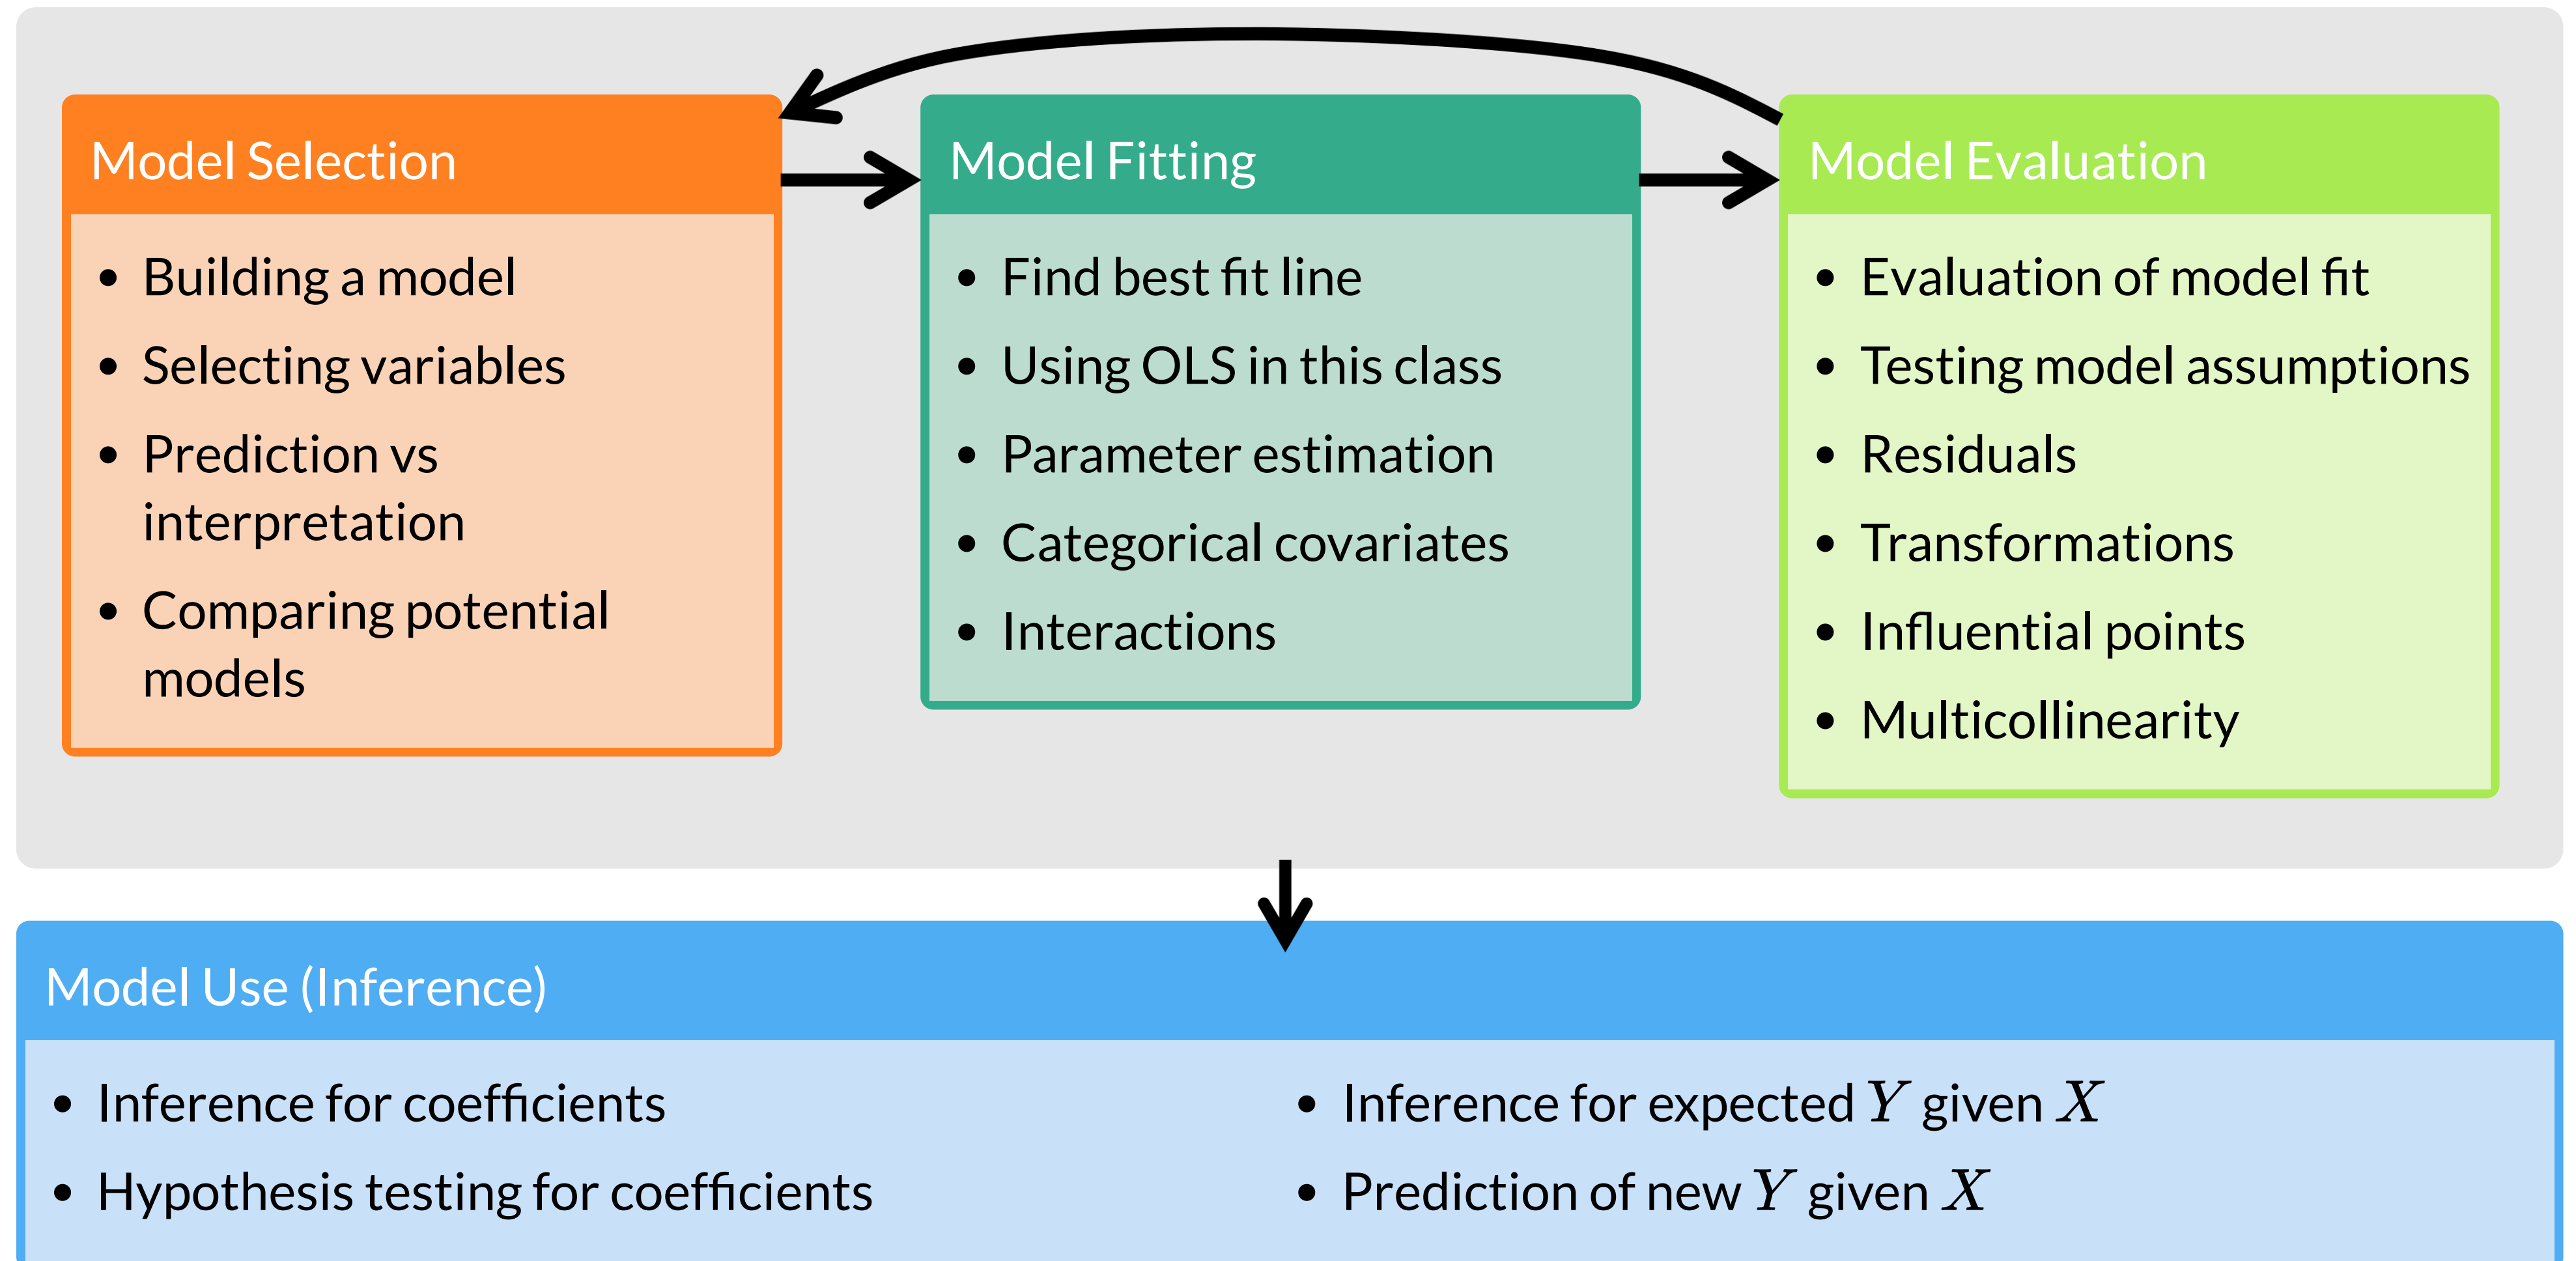 Model Selection
• Building a model
• Selecting variables
• Prediction vs
interpretation
• Comparing potential
models
Model Fitting
• Find best fit line
• Using OLS in this class
• Parameter estimation
• Categorical covariates
• Interactions
Model Evaluation
• Evaluation of model fit
• Testing model assumptions
• Residuals
• Transformations
• Influential points
• Multicollinearity
Model Use (Inference)
• Inference for coefficients
• Hypothesis testing for coefficients
• Inference for expected Y given X
• Prediction of new Y given X